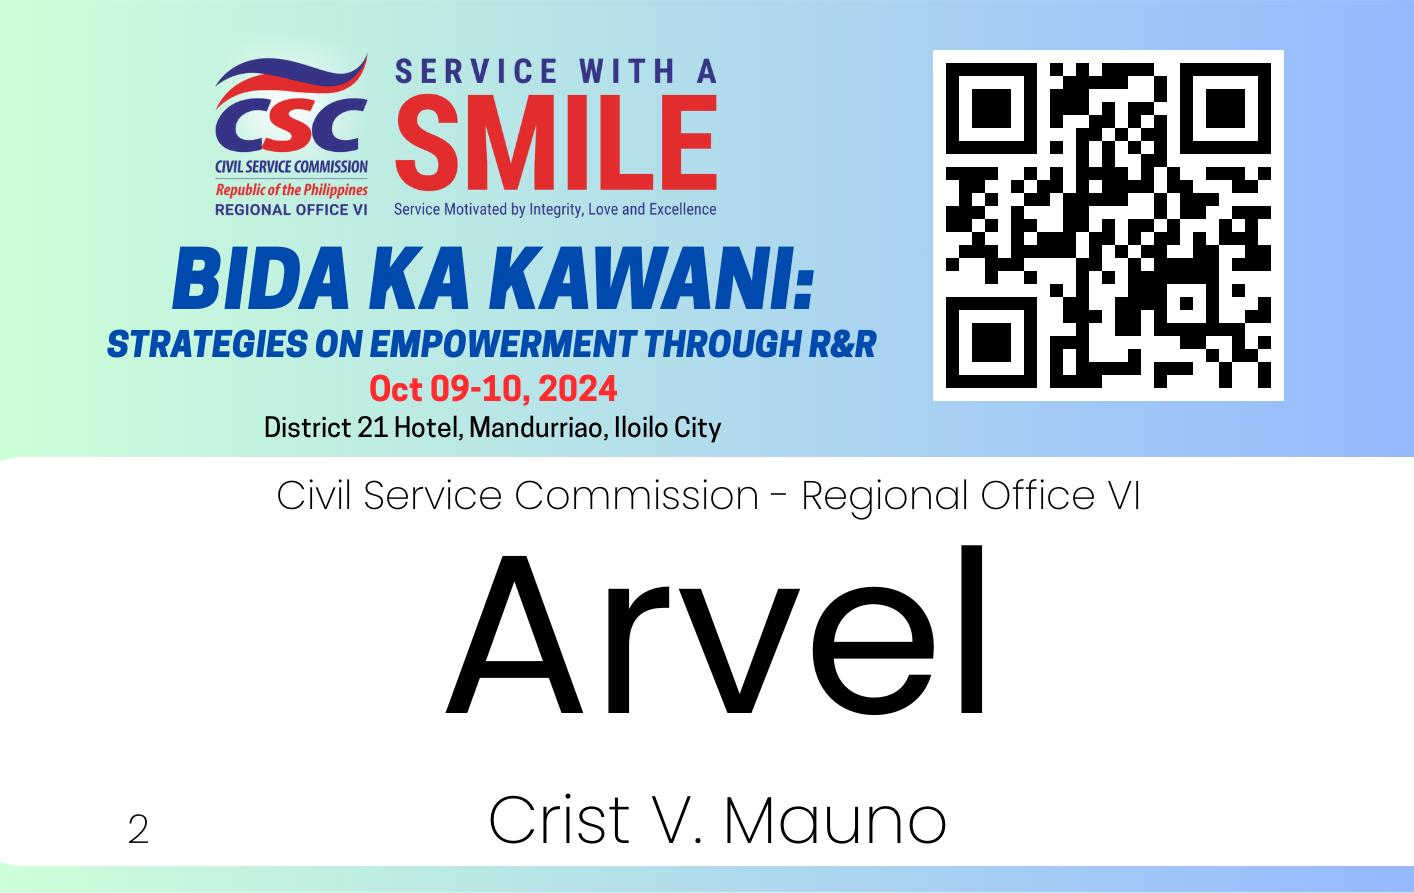 CSC
CIVIL SERVICE COMMISSION
Republic of the Philippines
REGIONAL OFFICE VI
SERVICE WITH A
SMILE
Service Motivated by Integrity, Love and Excellence
BIDA KA KAWANI:
STRATEGIES ON EMPOWERMENT THROUGH R&R
Oct 09-10, 2024
District 21 Hotel, Mandurriao, Iloilo City
Civil Service Commission - Regional Office VI
Arvel
Crist V. Mauno
2